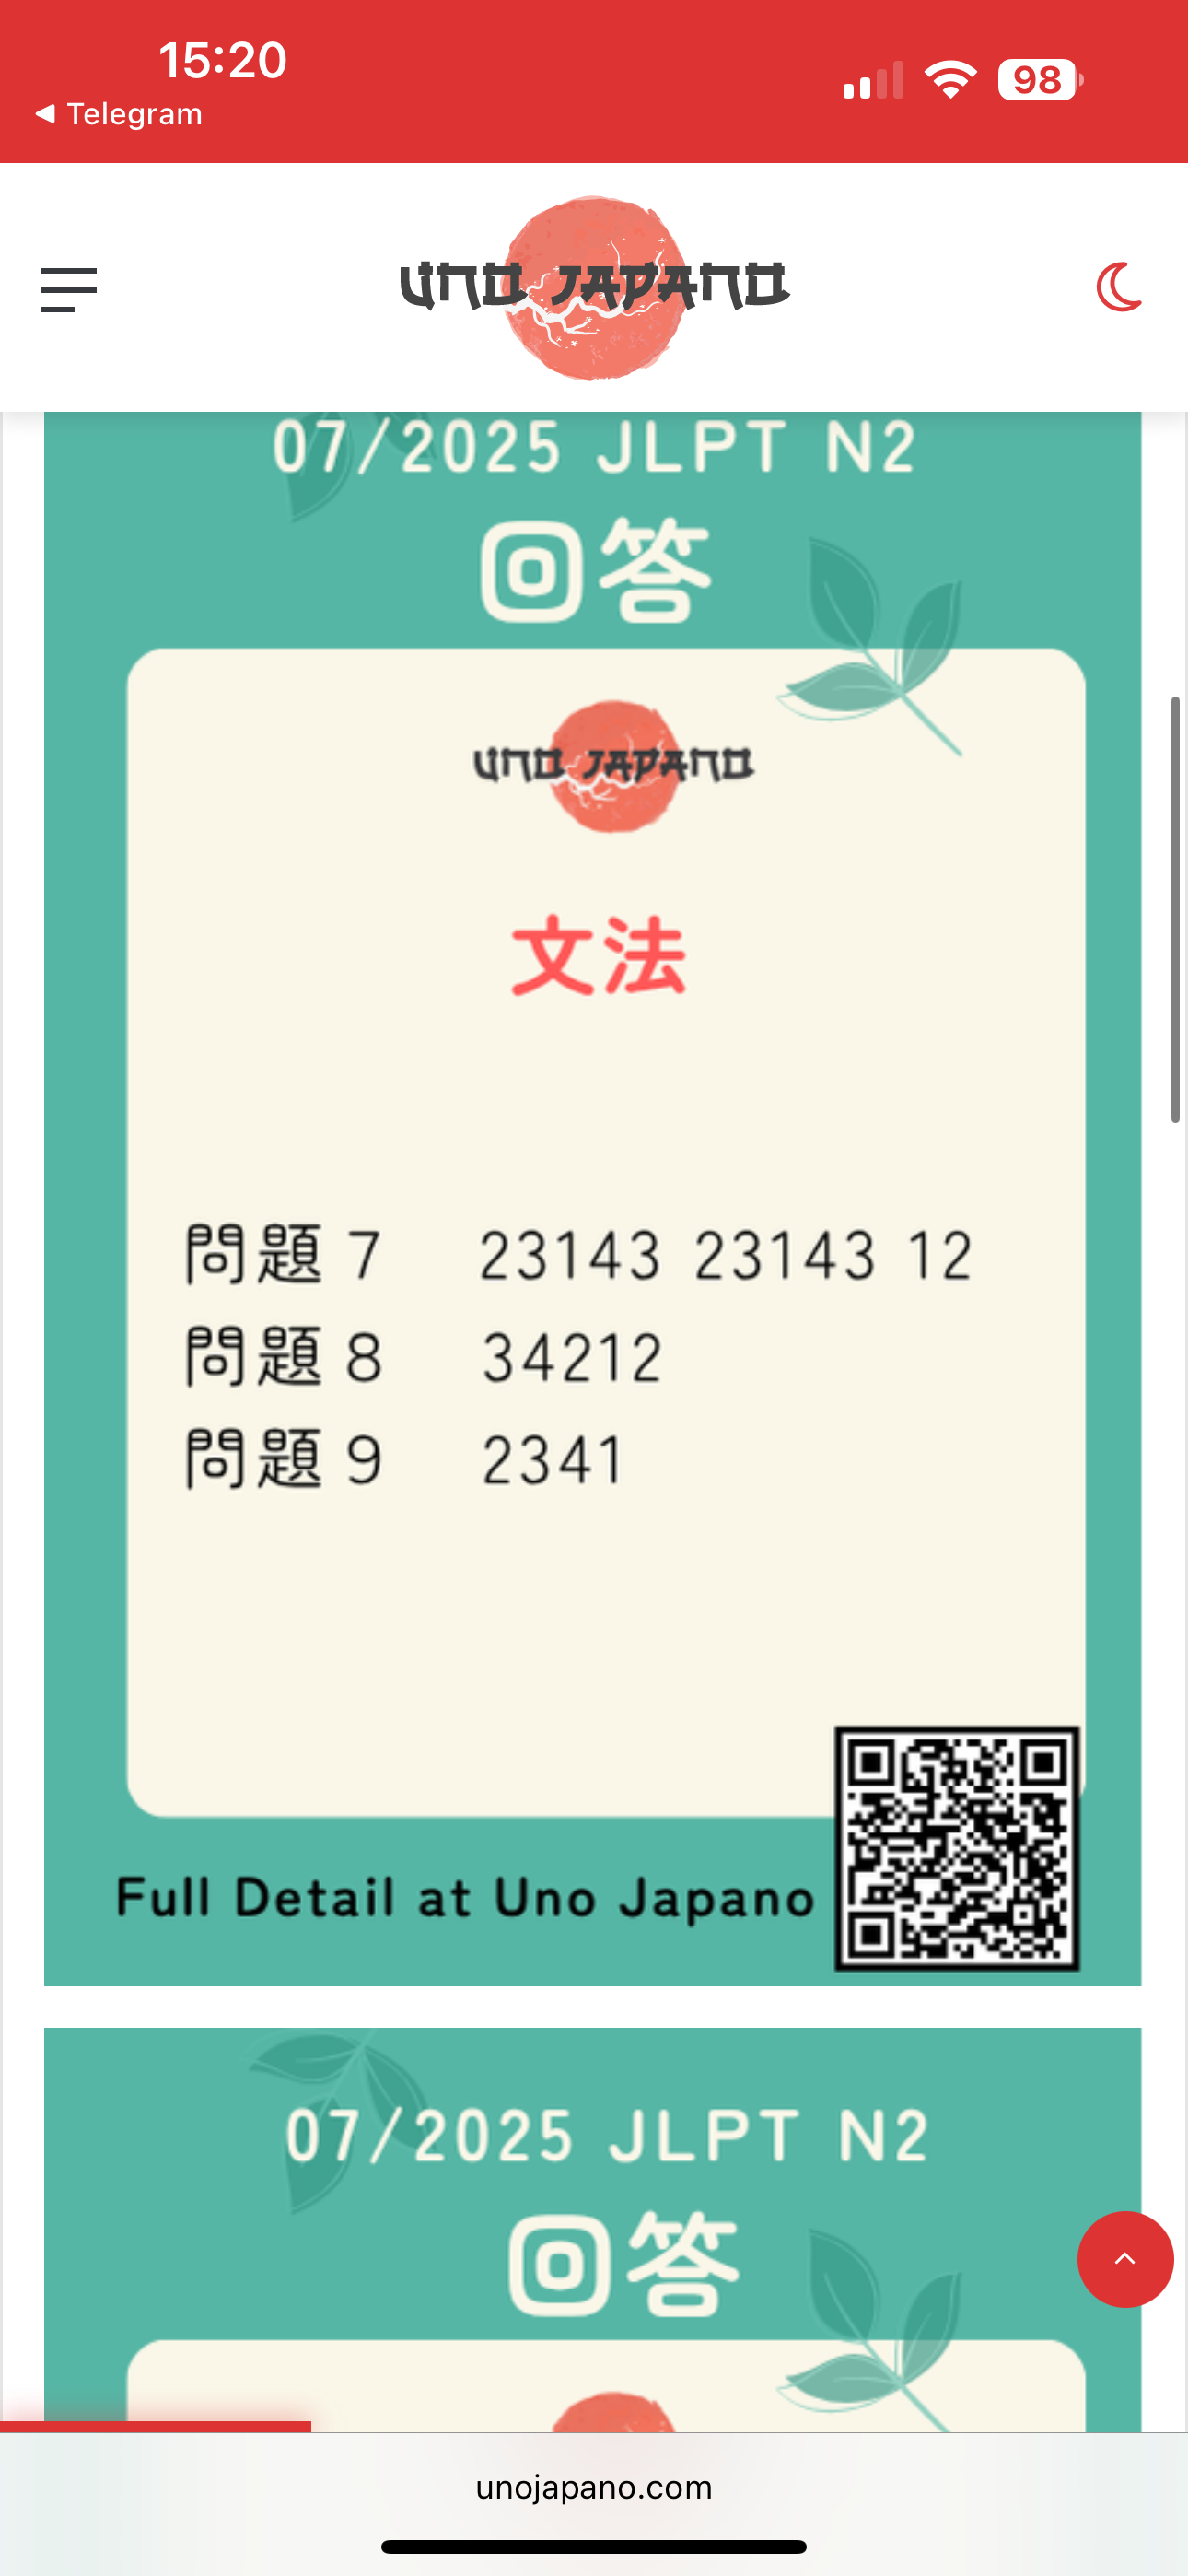 15:20
98
◀ Telegram
UNO JAPANO
07/2025 JLPT N2
回答
UNO JAPANO
文法
問題 7 23143 23143 12
問題 8 34212
問題 9 2341
Full Detail at Uno Japano
07/2025 JLPT N2
回答
unojapano.com